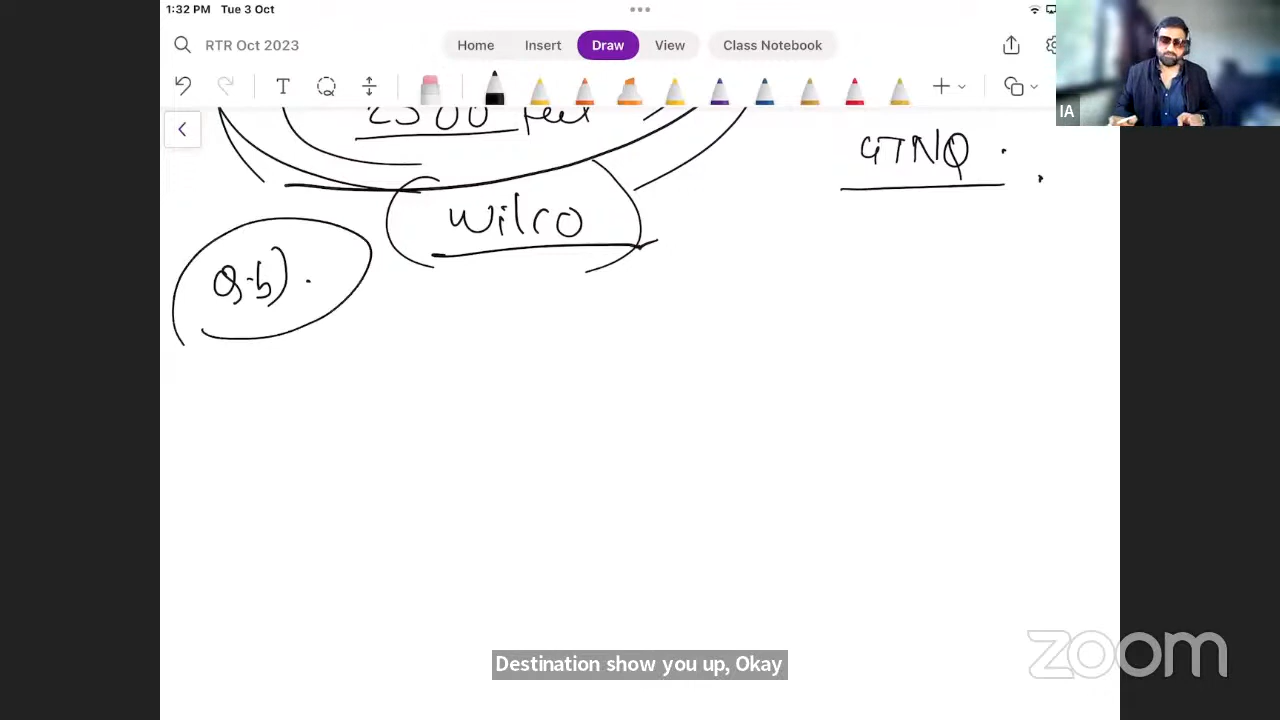 1:32 PM Tue 3 Oct
RTR Oct 2023
Home Insert Draw View Class Notebook
T
IA
2500 feet
GTNQ .
Wilco
Q-b) .
Destination show you up, Okay
zoom